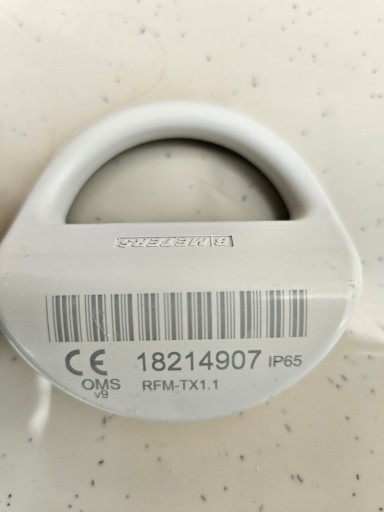 B METERS
CE 18214907 IP65
OMS RFM-TX1.1
v9